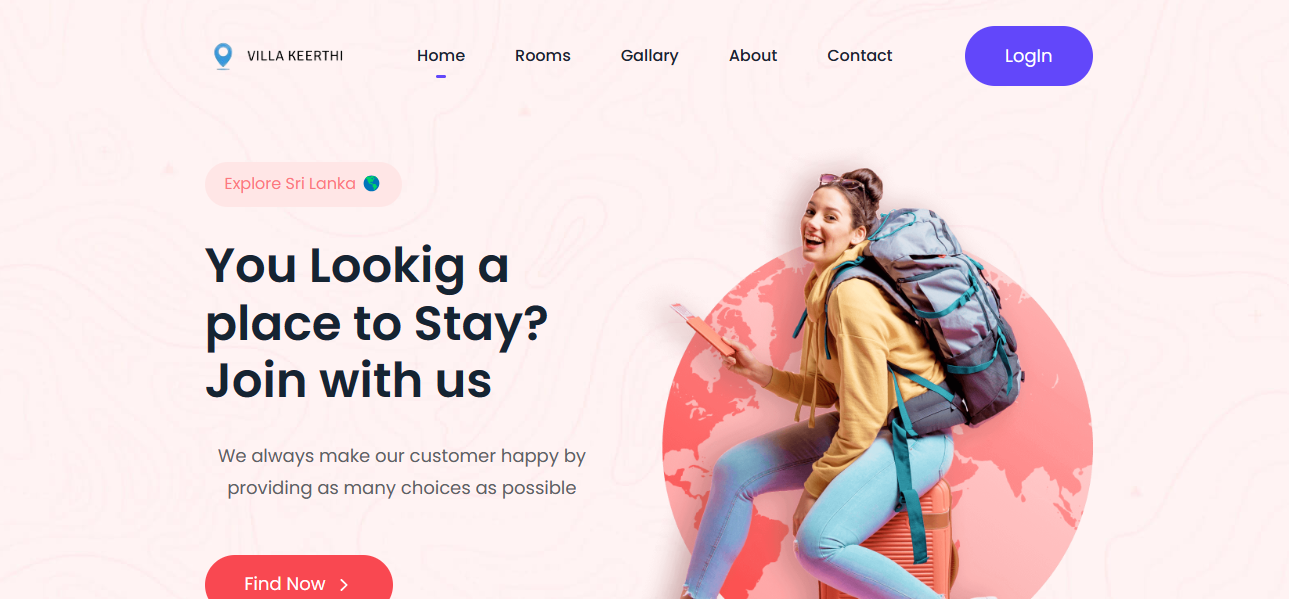 VILLA KEERTHI
Home
Rooms
Gallary
About
Contact
LogIn
Explore Sri Lanka
You Lookig a
place to Stay?
Join with us
We always make our customer happy by
providing as many choices as possible
Find Now